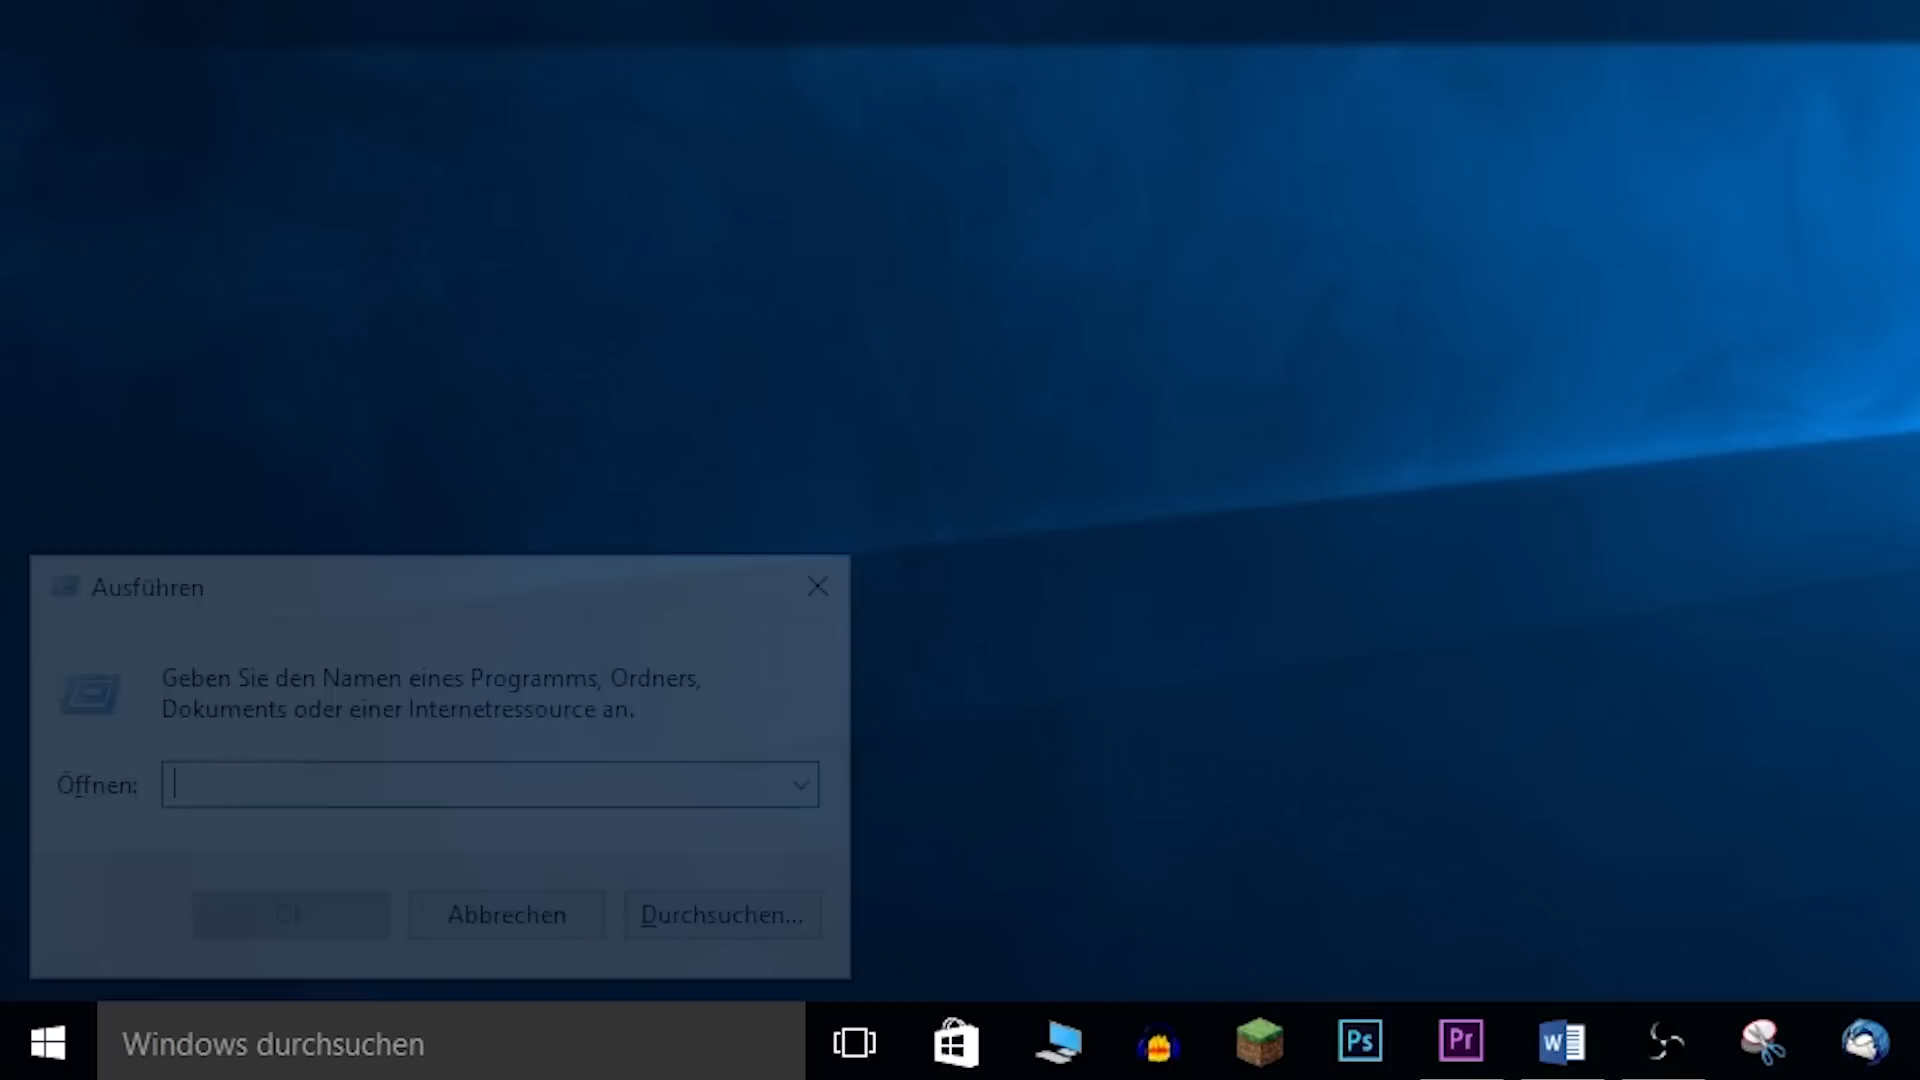 Ausführen
Geben Sie den Namen eines Programms, Ordners,
Dokuments oder einer Internetressource an.
Öffnen:
OK
Abbrechen
Durchsuchen...
Windows durchsuchen
Ps
Pr
W